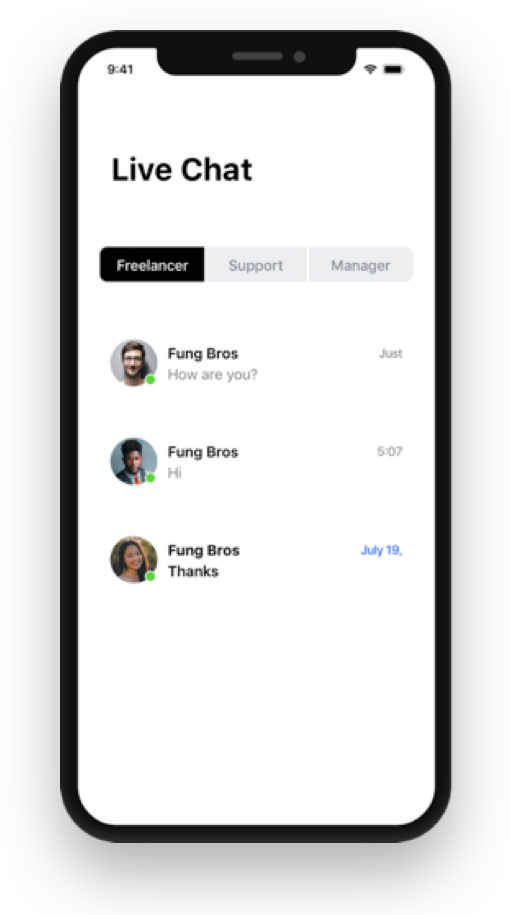 9:41
Live Chat
Freelancer Support Manager
Fung Bros Just
How are you?
Fung Bros 5:07
Hi
Fung Bros July 19,
Thanks